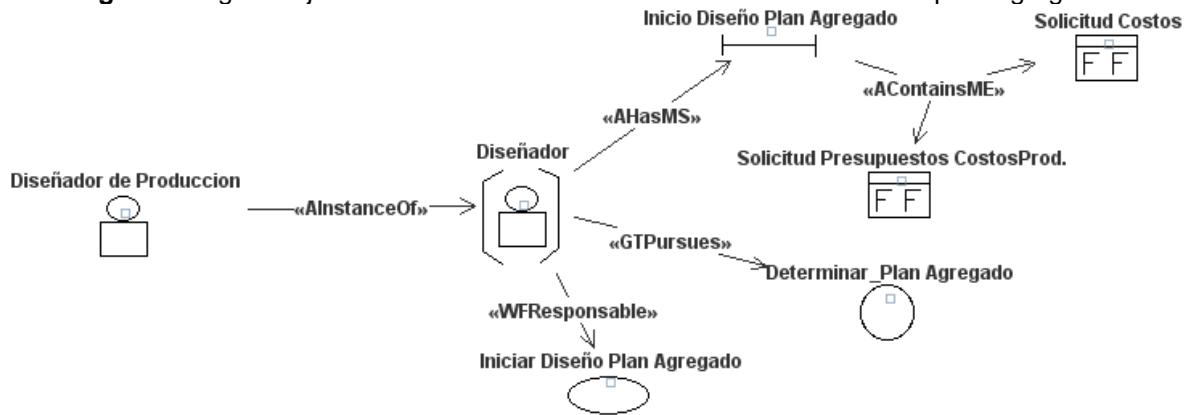 Inicio Diseño Plan Agregado
Solicitud Costos
F F
«AContainsME»
«AHasMS»
Diseñador
Solicitud Presupuestos CostosProd.
F F
Diseñador de Produccion
«AInstanceOf»
«GTPursues»
Determinar_Plan Agregado
«WFResponsable»
Iniciar Diseño Plan Agregado